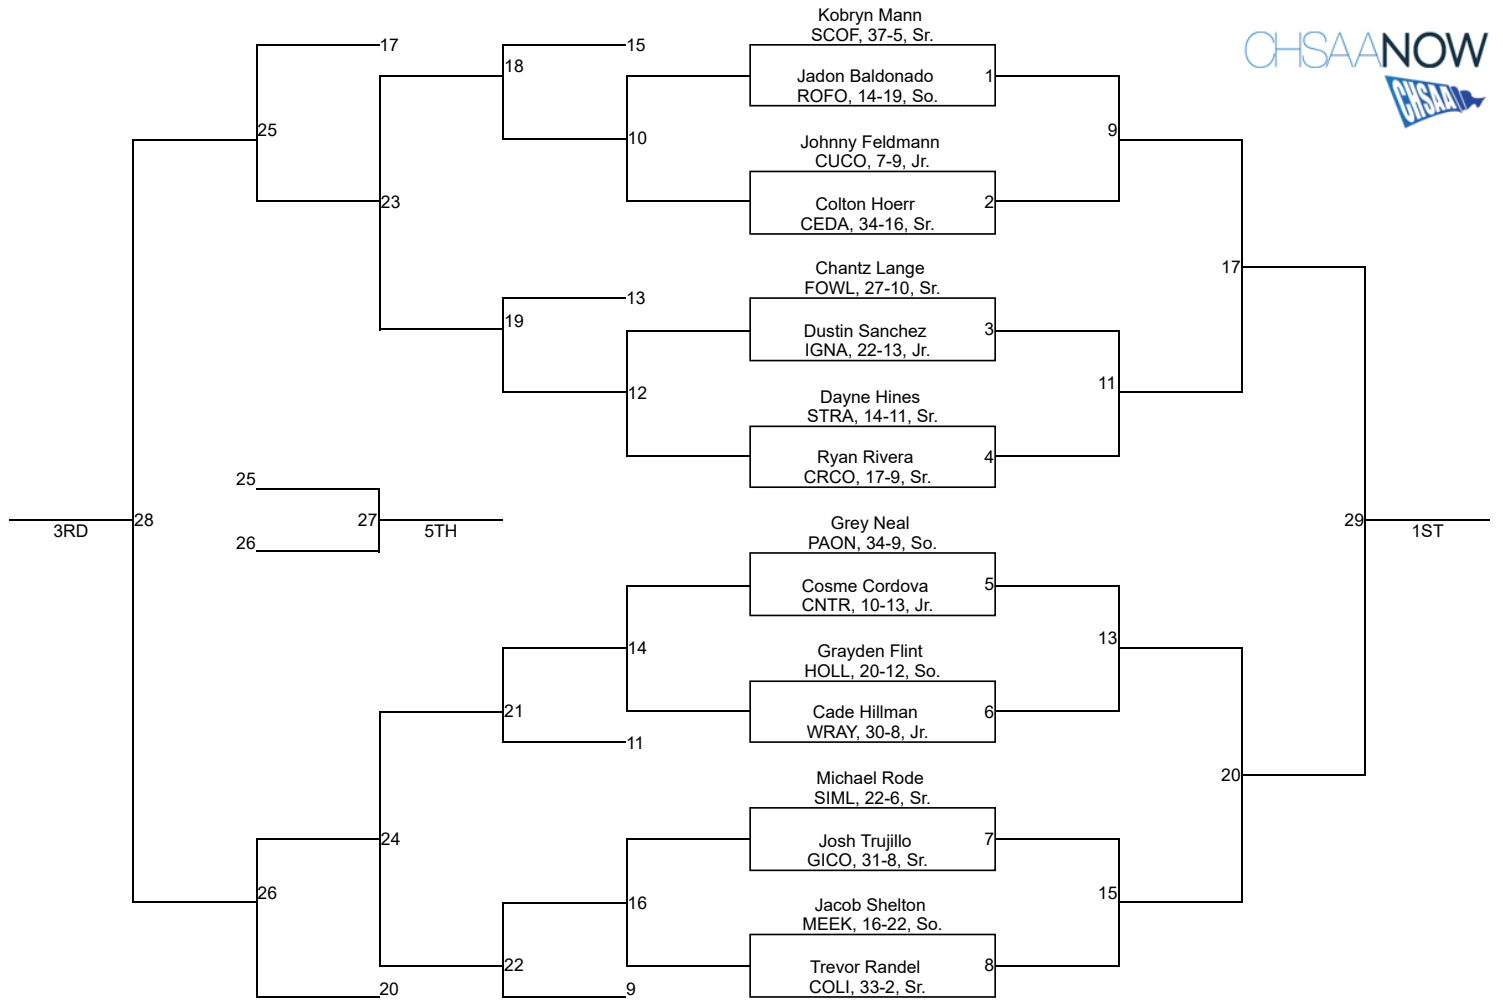 CHSAANOW
CHSAA
Kobryn Mann
SCOF, 37-5, Sr.
Jadon Baldonado
ROFO, 14-19, So.
1
Johnny Feldmann
CUCO, 7-9, Jr.
Colton Hoerr
CEDA, 34-16, Sr.
2
Chantz Lange
FOWL, 27-10, Sr.
Dustin Sanchez
IGNA, 22-13, Jr.
3
Dayne Hines
STRA, 14-11, Sr.
Ryan Rivera
CRCO, 17-9, Sr.
4
Grey Neal
PAON, 34-9, So.
Cosme Cordova
CNTR, 10-13, Jr.
5
Grayden Flint
HOLL, 20-12, So.
Cade Hillman
WRAY, 30-8, Jr.
6
Michael Rode
SIML, 22-6, Sr.
Josh Trujillo
GICO, 31-8, Sr.
7
Jacob Shelton
MEEK, 16-22, So.
Trevor Randel
COLI, 33-2, Sr.
8
9
11
13
15
17
20
29
1ST
15
10
13
12
14
11
16
9
18
19
21
22
17
23
24
20
25
26
25
26
27
5TH
28
3RD